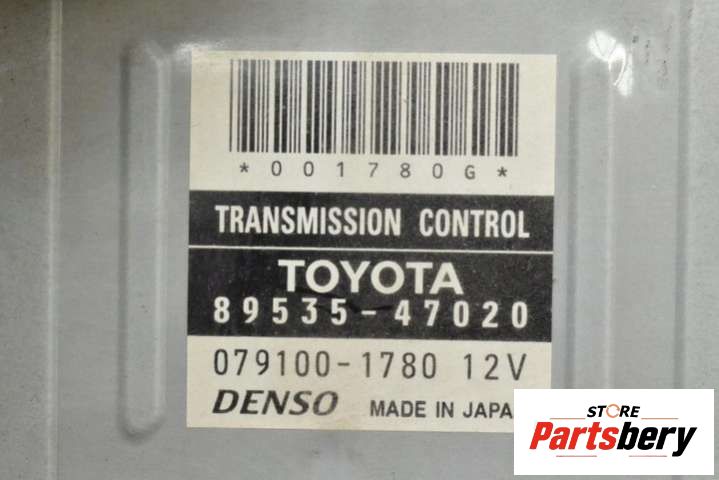 *001780G*
TRANSMISSION CONTROL
TOYOTA
89535-47020
079100-1780 12V
DENSO MADE IN JAPA
STORE
Partsbery